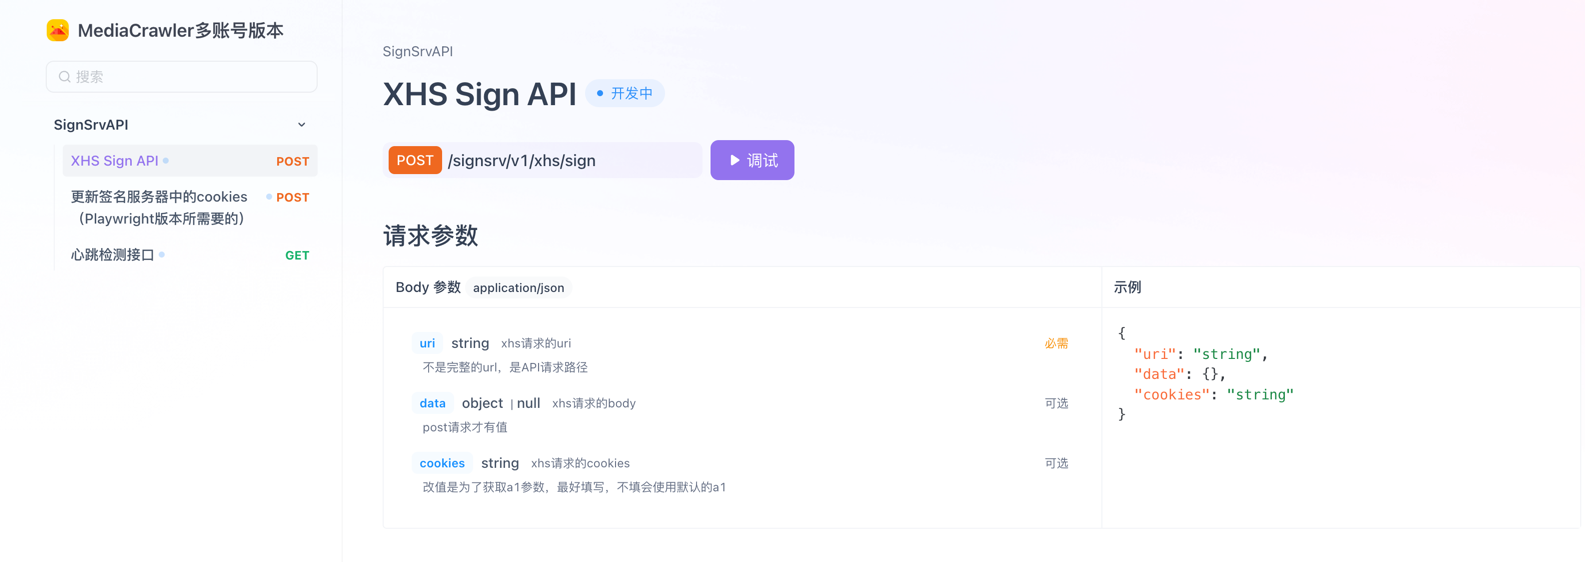 MediaCrawler多账号版本
搜索
SignSrvAPI
XHS Sign API POST
更新签名服务器中的cookies POST
（Playwright版本所需要的）
心跳检测接口 GET
SignSrvAPI
XHS Sign API 开发中
POST /signsrv/v1/xhs/sign 调试
请求参数
Body 参数 application/json
uri string xhs请求的uri 必需
不是完整的url，是API请求路径
data object | null xhs请求的body 可选
post请求才有值
cookies string xhs请求的cookies 可选
改值是为了获取a1参数，最好填写，不填会使用默认的a1
示例
{
"uri": "string",
"data": {},
"cookies": "string"
}